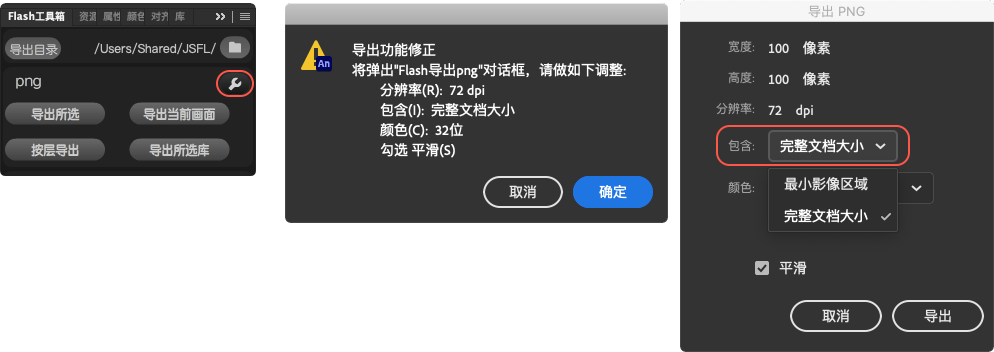 Flash工具箱 资源 属性 颜色 对齐 库
导出目录 /Users/Shared/JSFL/
png
导出所选 导出当前画面
按层导出 导出所选库
An
导出功能修正
将弹出"Flash导出png"对话框，请做如下调整:
分辨率(R): 72 dpi
包含(I): 完整文档大小
颜色(C): 32位
勾选 平滑(S)
取消 确定
导出 PNG
宽度: 100 像素
高度: 100 像素
分辨率: 72 dpi
包含: 完整文档大小
最小影像区域
颜色:
完整文档大小
平滑
取消 导出